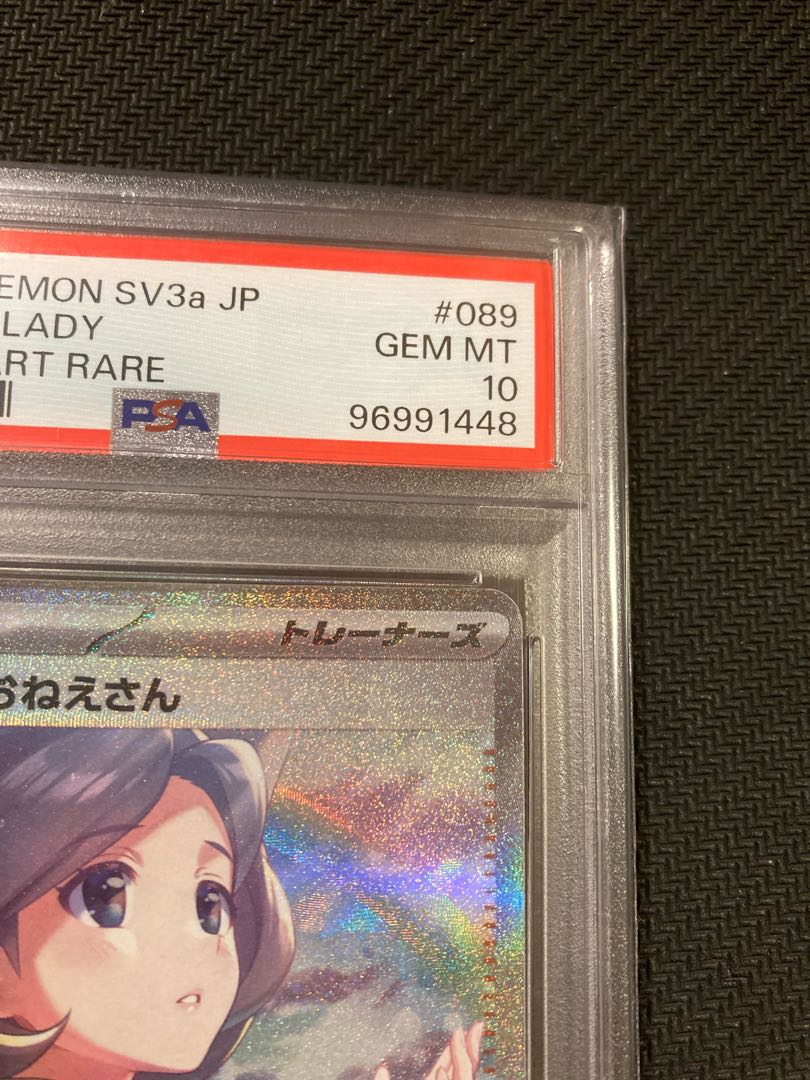 EMON SV3a JP #089
LADY GEM MT
ART RARE 10
PSA 96991448
トレーナーズ
おねえさん